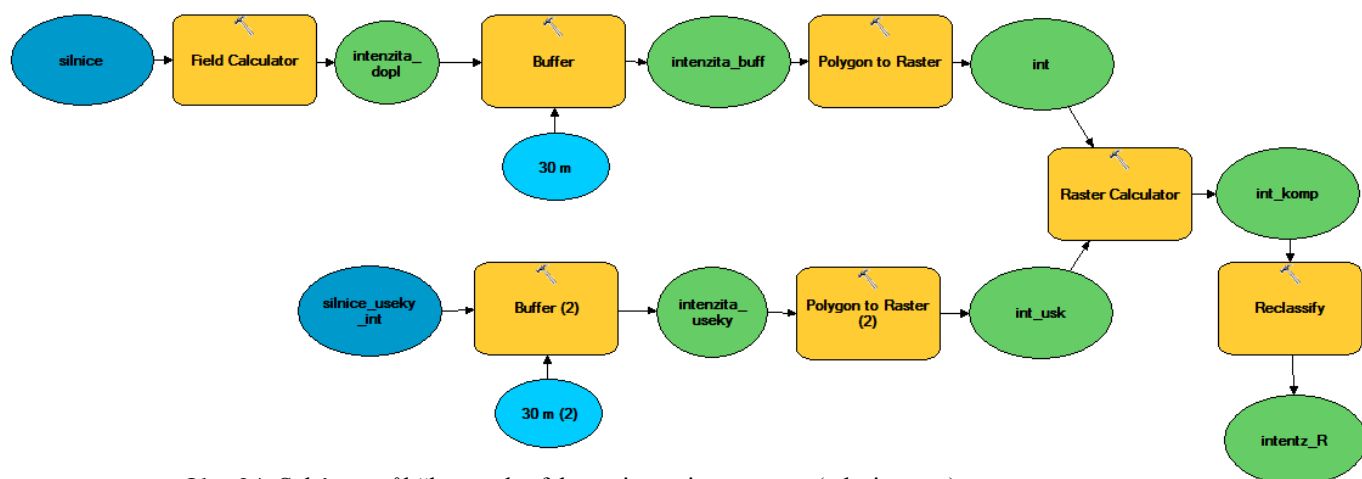 silnice
Field Calculator
intenzita_
dopl
Buffer
intenzita_buff
Polygon to Raster
int
30 m
Raster Calculator
int_komp
silnice_useky
_int
Buffer (2)
intenzita_
useky
Polygon to Raster
(2)
int_usk
Reclassify
30 m (2)
intentz_R